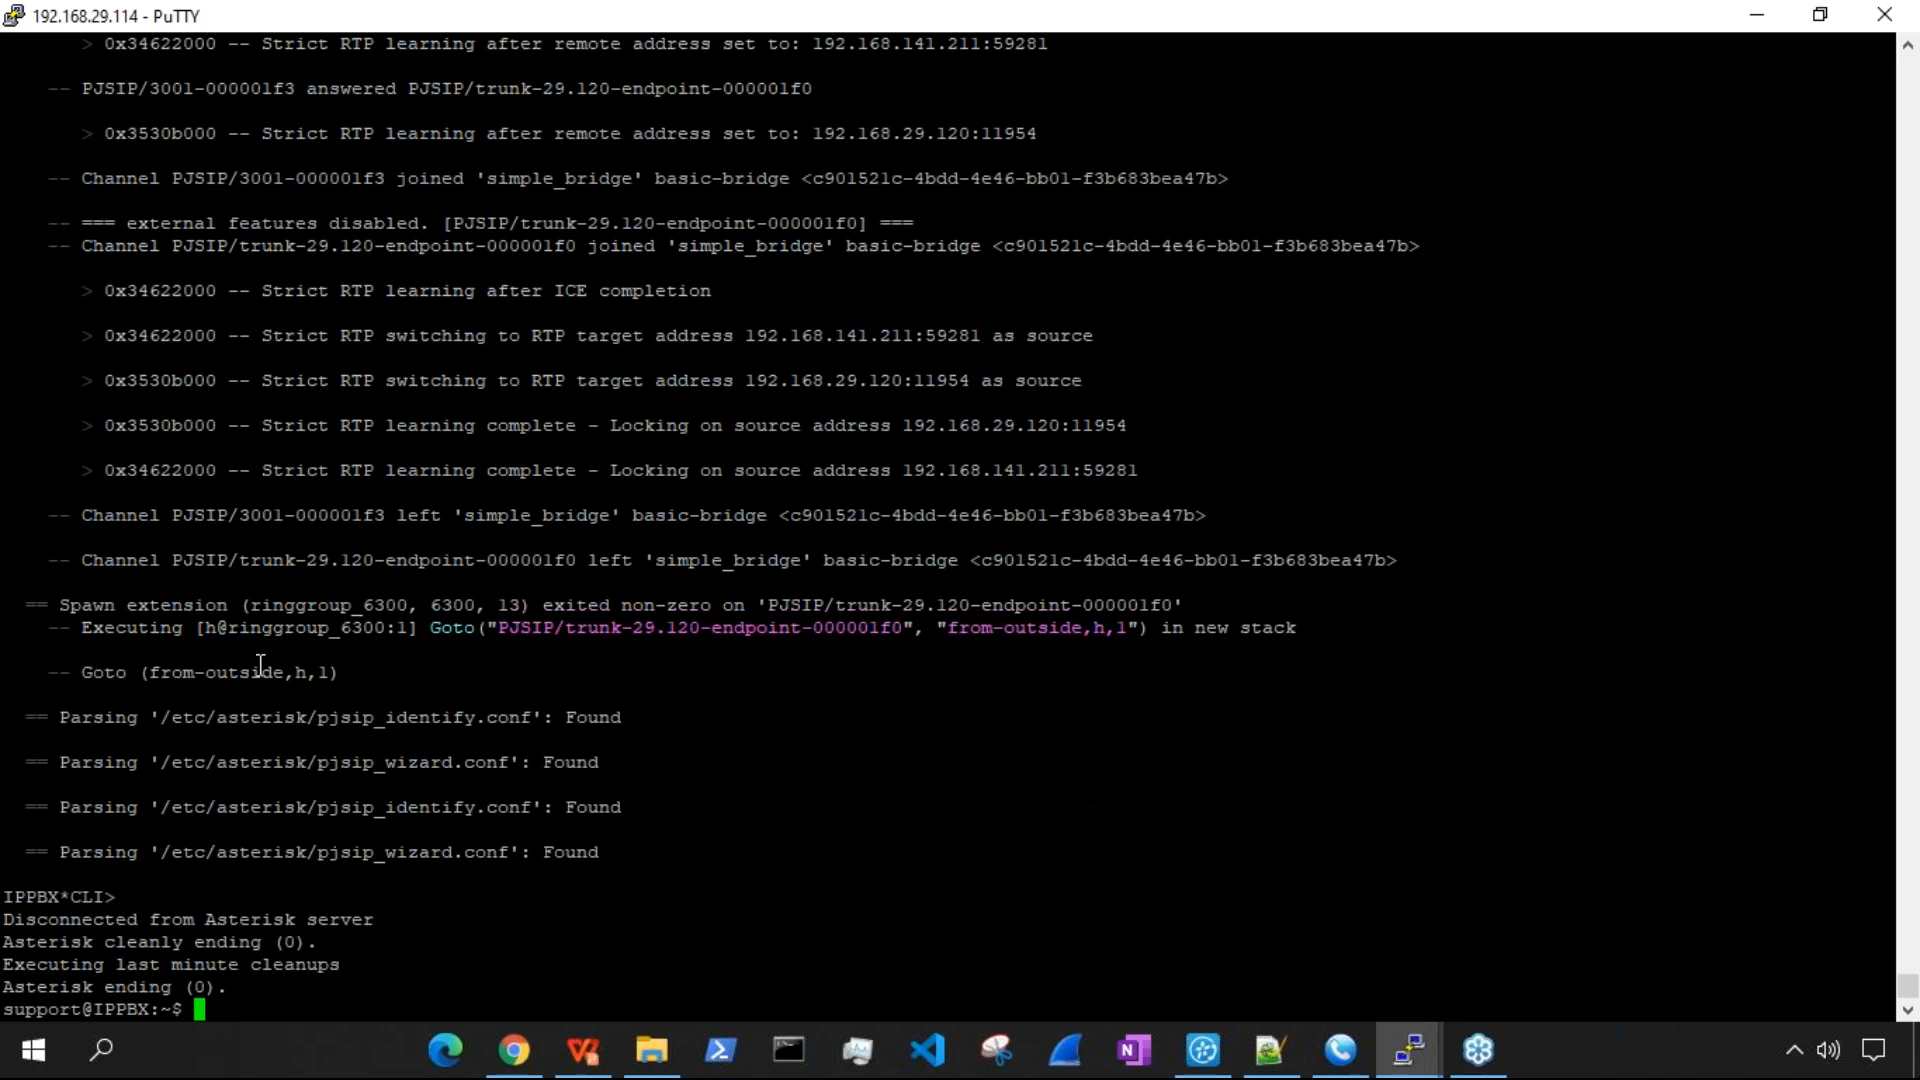 192.168.29.114 - PuTTY
> 0x34622000 -- Strict RTP learning after remote address set to: 192.168.141.211:59281
-- PJSIP/3001-000001f3 answered PJSIP/trunk-29.120-endpoint-000001f0
> 0x3530b000 -- Strict RTP learning after remote address set to: 192.168.29.120:11954
-- Channel PJSIP/3001-000001f3 joined 'simple_bridge' basic-bridge <c901521c-4bdd-4e46-bb01-f3b683bea47b>
-- === external features disabled. [PJSIP/trunk-29.120-endpoint-000001f0] ===
-- Channel PJSIP/trunk-29.120-endpoint-000001f0 joined 'simple_bridge' basic-bridge <c901521c-4bdd-4e46-bb01-f3b683bea47b>
> 0x34622000 -- Strict RTP learning after ICE completion
> 0x34622000 -- Strict RTP switching to RTP target address 192.168.141.211:59281 as source
> 0x3530b000 -- Strict RTP switching to RTP target address 192.168.29.120:11954 as source
> 0x3530b000 -- Strict RTP learning complete - Locking on source address 192.168.29.120:11954
> 0x34622000 -- Strict RTP learning complete - Locking on source address 192.168.141.211:59281
-- Channel PJSIP/3001-000001f3 left 'simple_bridge' basic-bridge <c901521c-4bdd-4e46-bb01-f3b683bea47b>
-- Channel PJSIP/trunk-29.120-endpoint-000001f0 left 'simple_bridge' basic-bridge <c901521c-4bdd-4e46-bb01-f3b683bea47b>
== Spawn extension (ringgroup_6300, 6300, 13) exited non-zero on 'PJSIP/trunk-29.120-endpoint-000001f0'
-- Executing [h@ringgroup_6300:1] Goto("PJSIP/trunk-29.120-endpoint-000001f0", "from-outside,h,1") in new stack
-- Goto (from-outside,h,1)
== Parsing '/etc/asterisk/pjsip_identify.conf': Found
== Parsing '/etc/asterisk/pjsip_wizard.conf': Found
== Parsing '/etc/asterisk/pjsip_identify.conf': Found
== Parsing '/etc/asterisk/pjsip_wizard.conf': Found
IPPBX*CLI>
Disconnected from Asterisk server
Asterisk cleanly ending (0).
Executing last minute cleanups
Asterisk ending (0).
support@IPPBX:~$